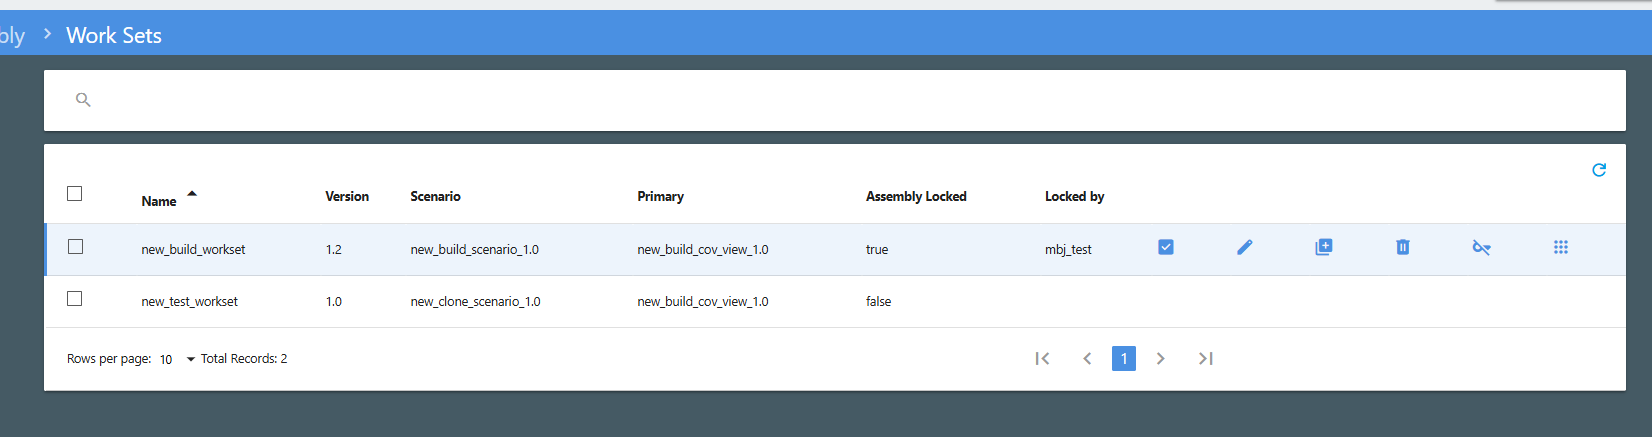 bly > Work Sets
Name Version Scenario Primary Assembly Locked Locked by
new_build_workset 1.2 new_build_scenario_1.0 new_build_cov_view_1.0 true mbj_test
new_test_workset 1.0 new_clone_scenario_1.0 new_build_cov_view_1.0 false
Rows per page: 10 Total Records: 2 1